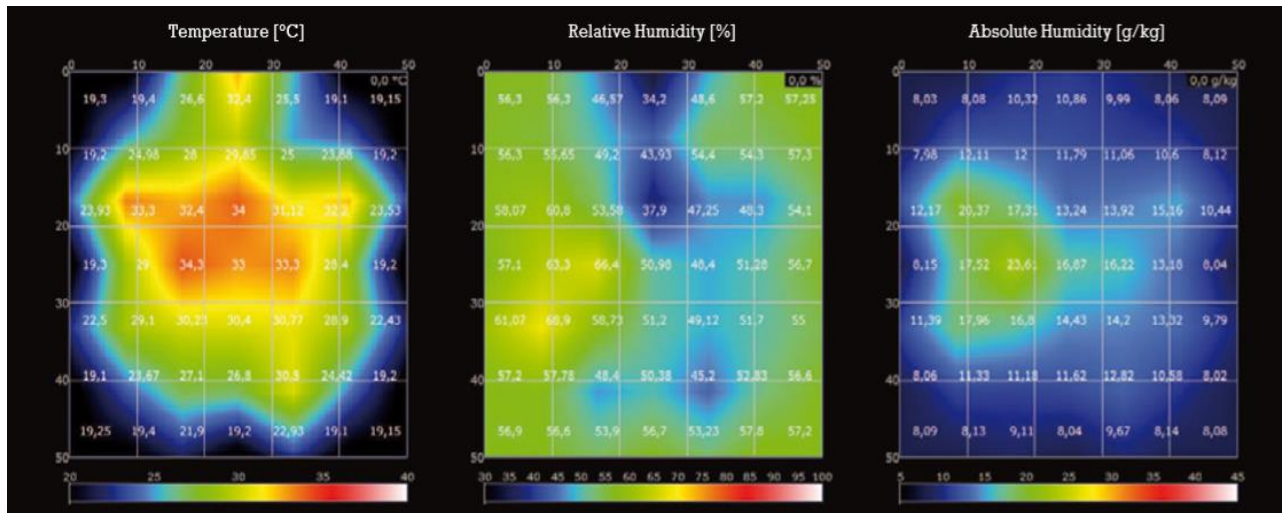 Temperature [°C] Relative Humidity [%] Absolute Humidity [g/kg]
0 10 20 30 40 50 0 10 20 30 40 50 0 10 20 30 40 50
0 0,0 °C 0 0,0 % 0 0,0 g/kg
19,3 19,4 26,6 32,4 25,5 19,1 19,15 56,3 56,3 46,57 34,2 48,6 57,2 57,25 8,03 8,08 10,32 10,86 9,99 8,06 8,09
10 10 10
19,2 24,98 28 29,85 25 23,88 19,2 56,3 55,65 49,2 43,93 54,4 54,3 57,3 7,98 12,11 12 11,79 11,06 10,6 8,12
23,93 33,3 32,4 34 31,12 32,2 23,53 58,07 60,8 53,58 37,9 47,25 48,3 54,1 12,17 20,37 17,31 13,24 13,92 15,16 10,44
20 20 20
19,3 29 34,3 33 33,3 28,4 19,2 57,1 63,3 66,4 50,98 48,4 51,28 56,7 8,15 17,52 23,61 16,87 16,22 13,18 8,04
30 30 30
22,5 29,1 30,23 30,4 30,77 28,9 22,43 61,07 68,9 58,73 51,2 49,12 51,7 55 11,39 17,96 16,8 14,43 14,2 13,32 9,79
19,1 23,67 27,1 26,8 30,5 24,42 19,2 57,2 57,78 48,4 50,38 45,2 52,83 56,6 8,06 11,33 11,18 11,62 12,82 10,58 8,02
40 40 40
19,25 19,4 21,9 19,2 22,93 19,1 19,15 56,9 56,6 53,9 56,7 53,23 57,8 57,2 8,09 8,13 9,11 8,04 9,67 8,14 8,08
50 50 50
20 25 30 35 40 30 35 40 45 50 55 60 65 70 75 80 85 90 95 100 5 10 15 20 25 30 35 40 45